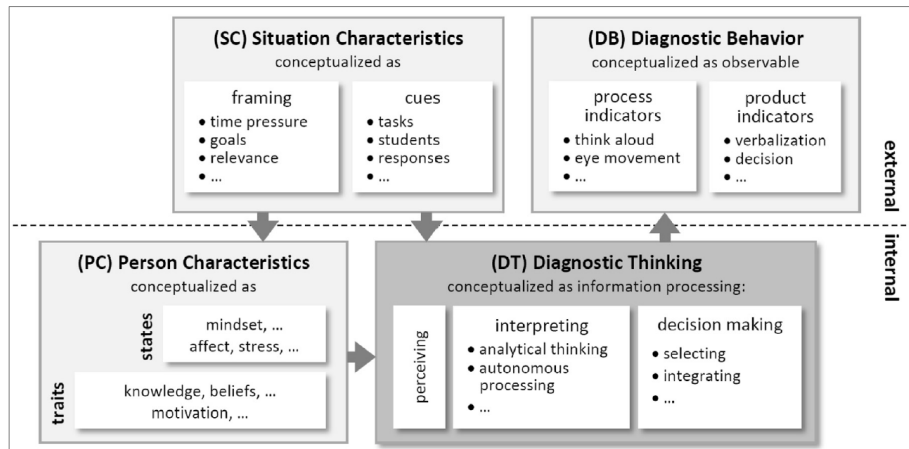 (SC) Situation Characteristics
conceptualized as
framing
• time pressure
• goals
• relevance
• ...
cues
• tasks
• students
• responses
• ...
(DB) Diagnostic Behavior
conceptualized as observable
process
indicators
• think aloud
• eye movement
• ...
product
indicators
• verbalization
• decision
• ...
external
internal
(PC) Person Characteristics
conceptualized as
states
mindset, ...
affect, stress, ...
traits
knowledge, beliefs, ...
motivation, ...
(DT) Diagnostic Thinking
conceptualized as information processing:
perceiving
interpreting
• analytical thinking
• autonomous
processing
• ...
decision making
• selecting
• integrating
• ...